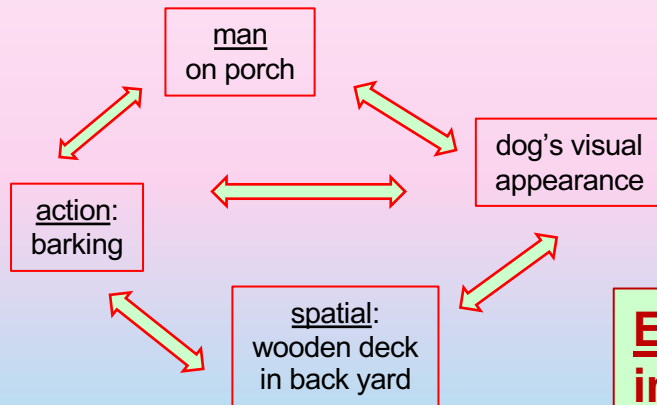 man
on porch
dog's visual
appearance
action:
barking
spatial:
wooden deck
in back yard